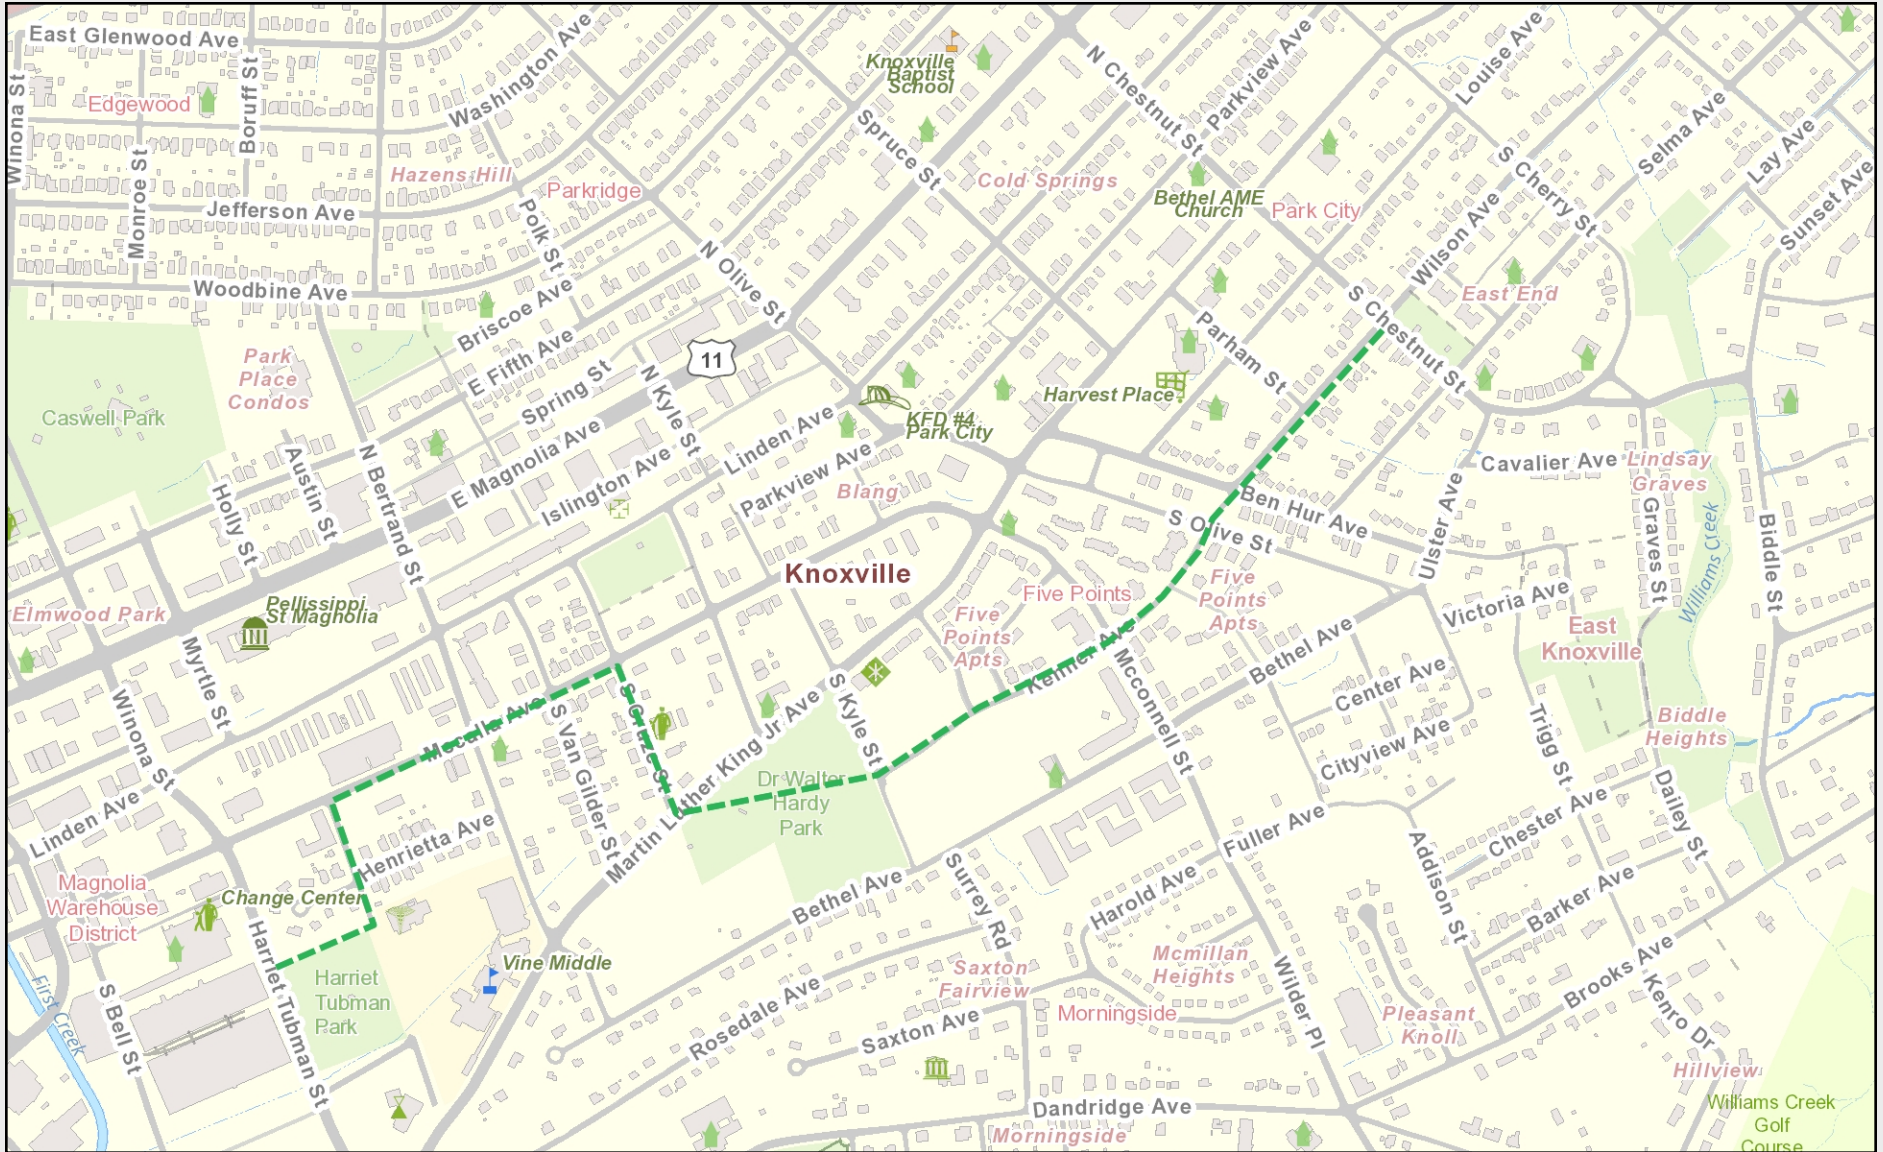 East Glenwood Ave
Winona St
Boruff St
Washington Ave
Edgewood
Monroe St
Hazens Hill
Parkridge
Jefferson Ave
Polk St
Woodbine Ave
Knoxville
Baptist
School
Spruce St
N Chestnut St
Parkview Ave
Louise Ave
Selma Ave
Lay Ave
Sunset Ave
S Cherry St
Cold Springs
Bethel AME
Church
Park City
Wilson Ave
East End
S Chestnut St
Parham St
N Olive St
Briscoe Ave
E Fifth Ave
Spring St
11
N Kyle St
Park
Place
Condos
Caswell Park
Harvest Place
KFD #4
Park City
Linden Ave
Parkview Ave
Blang
E Magnolia Ave
Islington Ave
N Bertrand St
Austin St
Holly St
Cavalier Ave
Lindsay
Graves
Graves St
Ulster Ave
Williams Creek
Biddle St
Ben Hur Ave
S Olive St
Knoxville
Five Points
Five
Points
Apts
Five
Points
Apts
Victoria Ave
East
Knoxville
Elmwood Park
Pellissippi
St Magnolia
Myrtle St
Winona St
Kenner Ave
Mcconnell St
Bethel Ave
Center Ave
Cityview Ave
Trigg St
Biddle
Heights
S Kyle St
Mccalla Ave
S Cruze St
S Van Gilder St
Martin Luther King Jr Ave
Dr Walter
Hardy
Park
Linden Ave
Henrietta Ave
Fuller Ave
Chester Ave
Dailey St
Addison St
Barker Ave
Magnolia
Warehouse
District
Change Center
Bethel Ave
Surrey Rd
Harold Ave
Mcmillan
Heights
Vine Middle
Harriet
Tubman
Park
Harriet Tubman St
First Creek
S Bell St
Rosedale Ave
Saxton Ave
Saxton
Fairview
Morningside
Wilder Pl
Pleasant
Knoll
Brooks Ave
Kenro Dr
Hillview
Dandridge Ave
Morningside
Williams Creek
Golf
Course